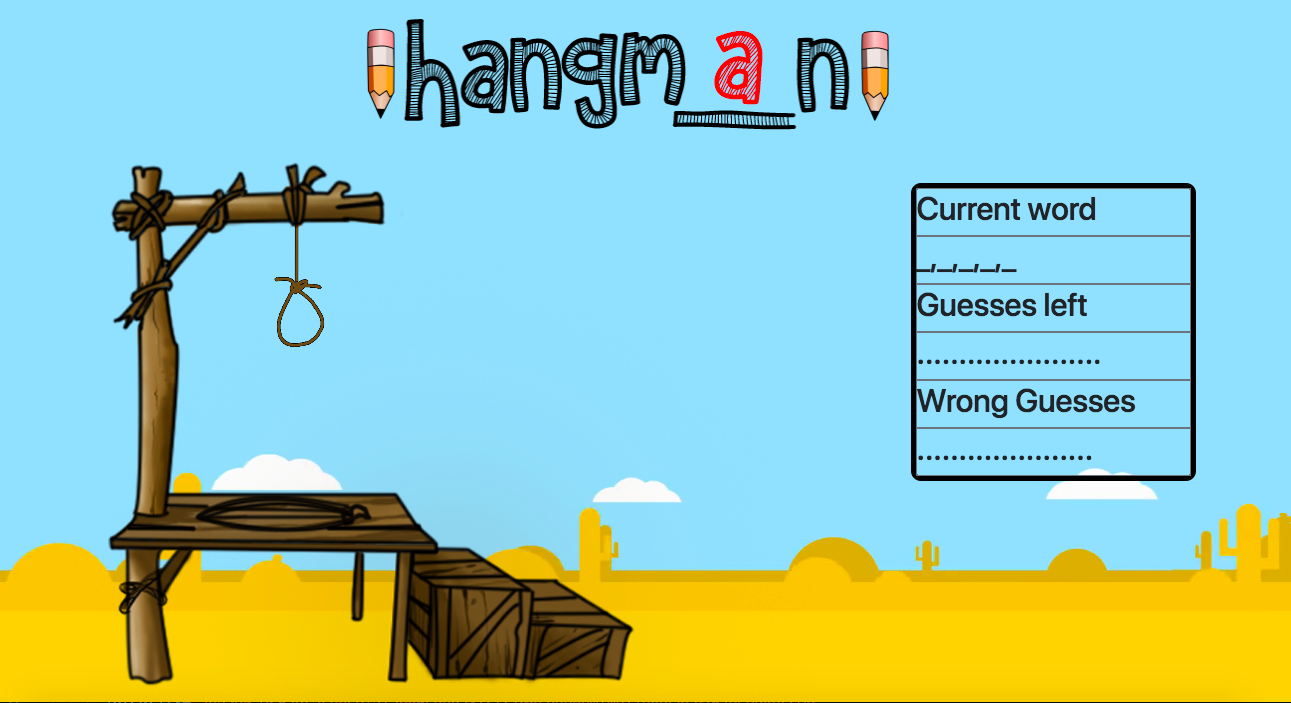 hangm_a_n
Current word
_,_,_,_,_
Guesses left
......................
Wrong Guesses
.....................